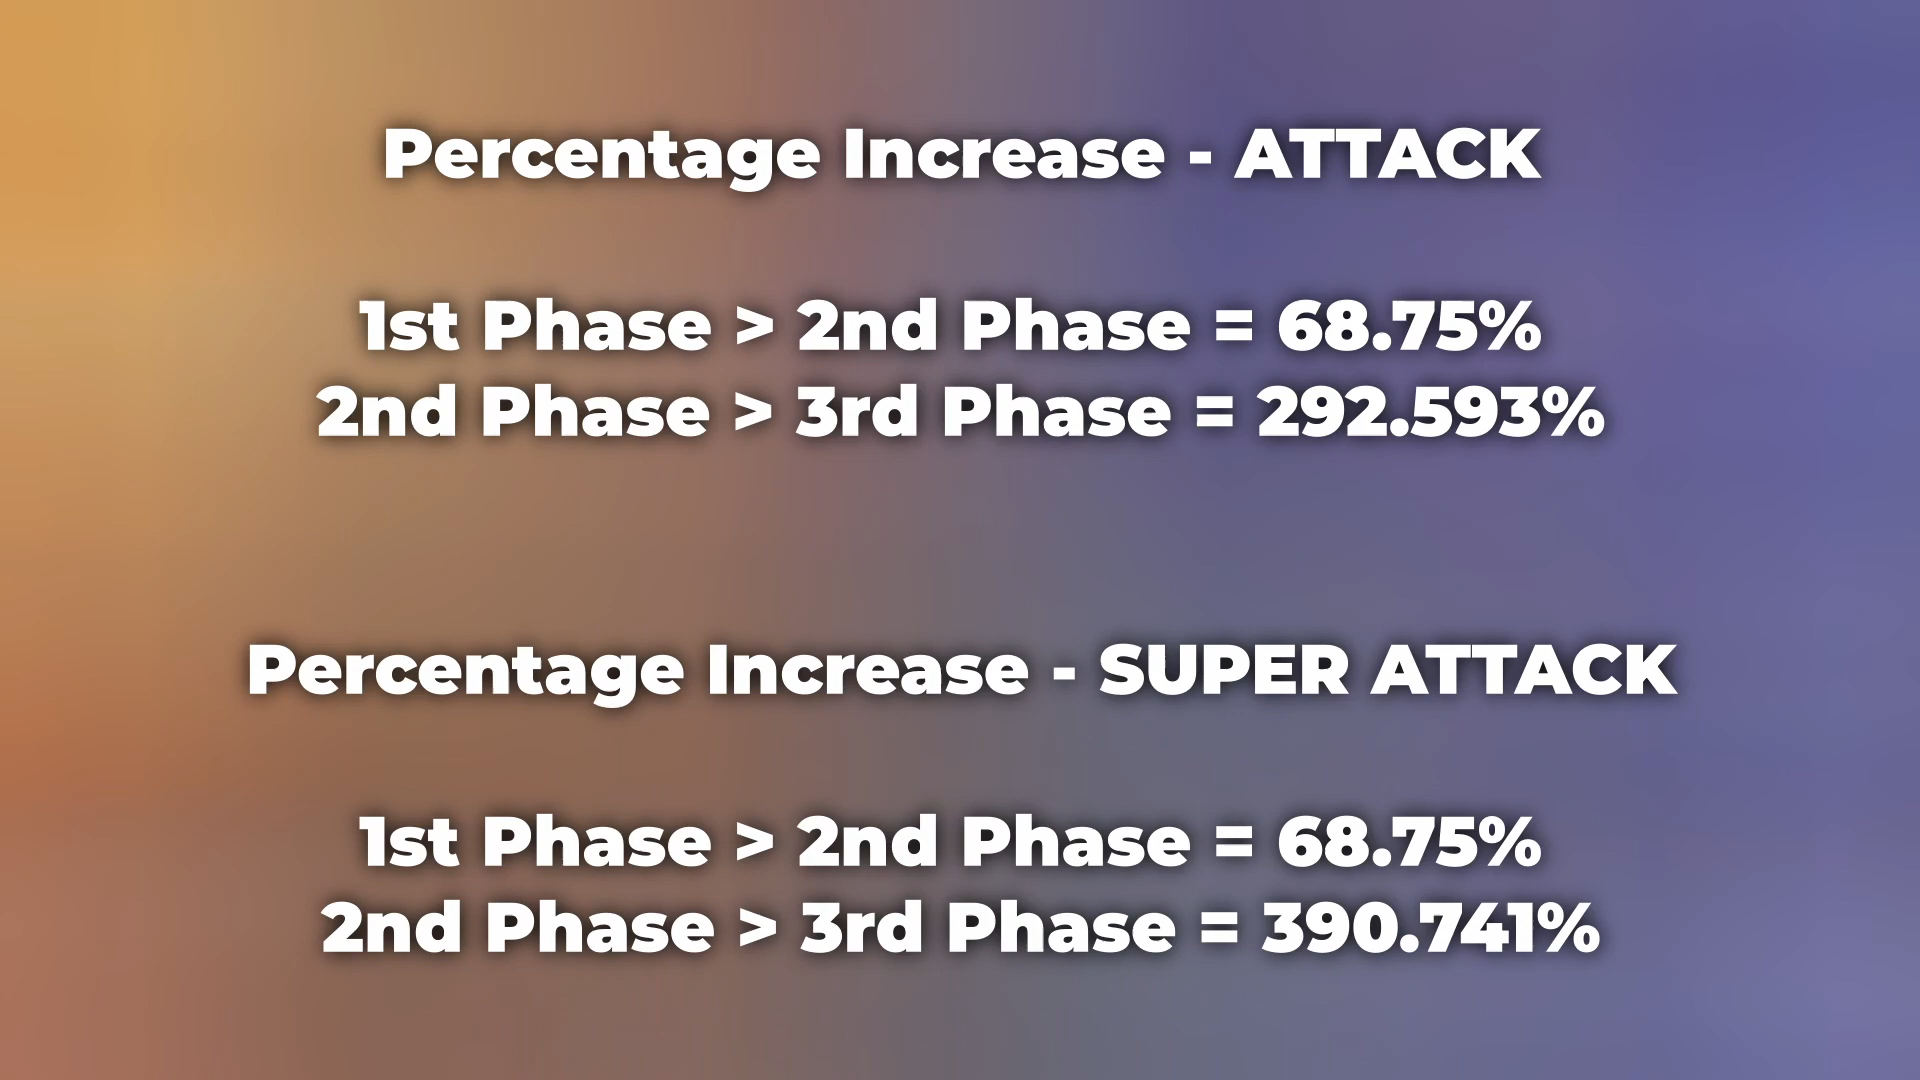 Percentage Increase - ATTACK
1st Phase > 2nd Phase = 68.75%
2nd Phase > 3rd Phase = 292.593%
Percentage Increase - SUPER ATTACK
1st Phase > 2nd Phase = 68.75%
2nd Phase > 3rd Phase = 390.741%